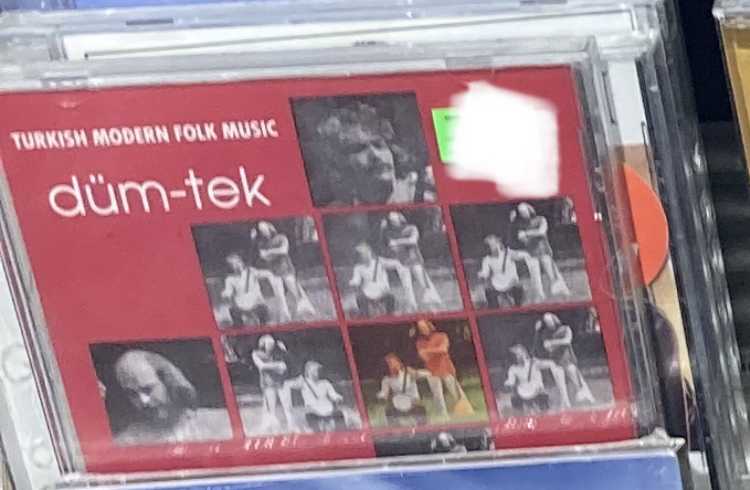 TURKISH MODERN FOLK MUSIC
düm-tek